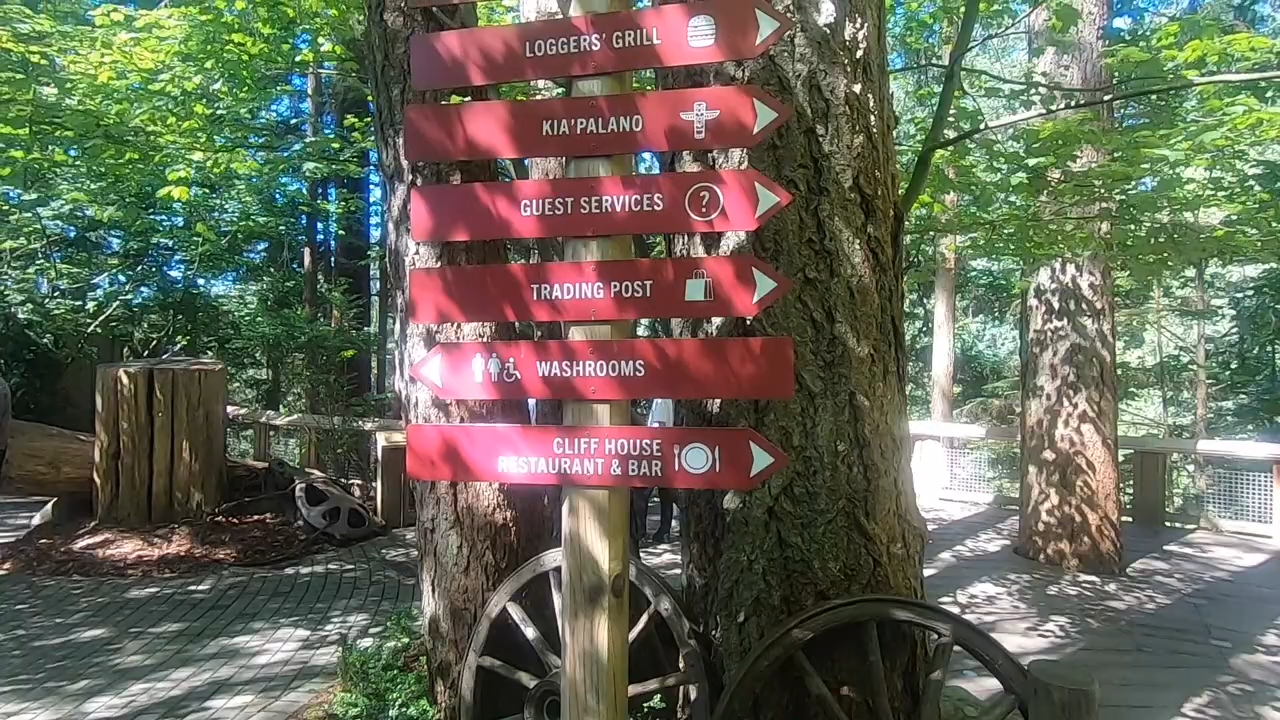 LOGGERS' GRILL
KIA'PALANO
GUEST SERVICES
?
TRADING POST
WASHROOMS
CLIFF HOUSE
RESTAURANT & BAR